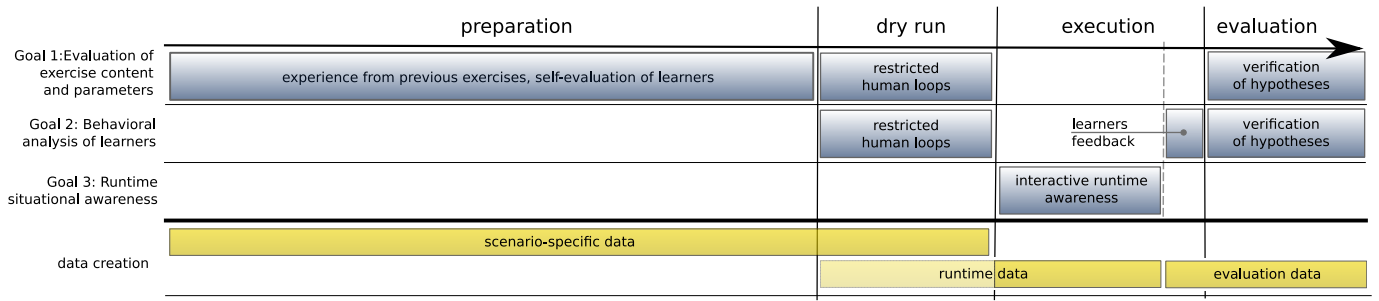 preparation
dry run
execution
evaluation
Goal 1:Evaluation of
exercise content
and parameters
experience from previous exercises, self-evaluation of learners
restricted
human loops
verification
of hypotheses
Goal 2: Behavioral
analysis of learners
restricted
human loops
learners
feedback
verification
of hypotheses
Goal 3: Runtime
situational awareness
interactive runtime
awareness
data creation
scenario-specific data
runtime data
evaluation data